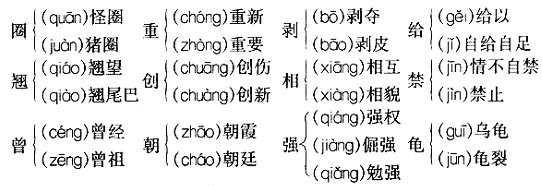 圈 (quān)怪圈 (juàn)猪圈 重 (chóng)重新 (zhòng)重要 剥 (bō)剥夺 (bāo)剥皮 给 (gěi)给以 (jǐ)自给自足
翘 (qiáo)翘望 (qiào)翘尾巴 创 (chuāng)创伤 (chuàng)创新 相 (xiāng)相互 (xiàng)相貌 禁 (jīn)情不自禁 (jìn)禁止
曾 (céng)曾经 (zēng)曾祖 朝 (zhāo)朝霞 (cháo)朝廷 强 (qiáng)强权 (jiàng)倔强 (qiǎng)勉强 龟 (guī)乌龟 (jūn)龟裂